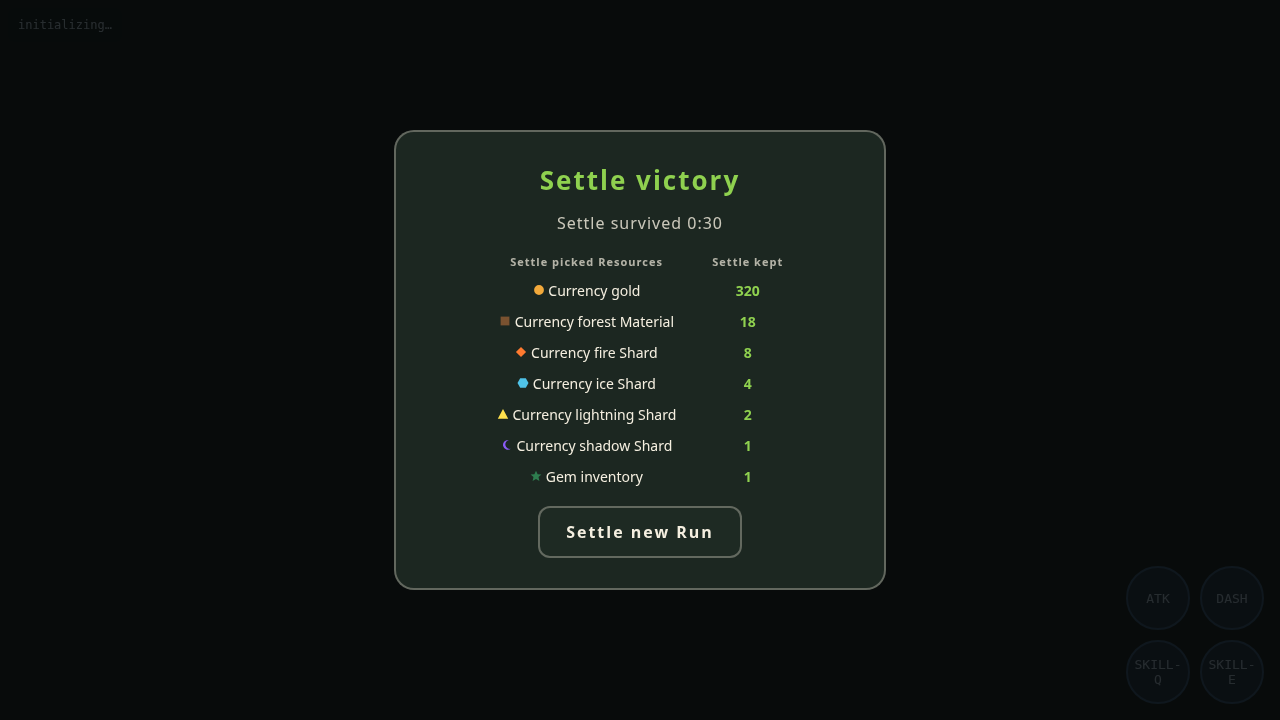 initializing…
Settle victory
Settle survived 0:30
Settle picked Resources Settle kept
Currency gold 320
Currency forest Material 18
Currency fire Shard 8
Currency ice Shard 4
Currency lightning Shard 2
Currency shadow Shard 1
Gem inventory 1
Settle new Run
ATK DASH
SKILL-Q SKILL-E